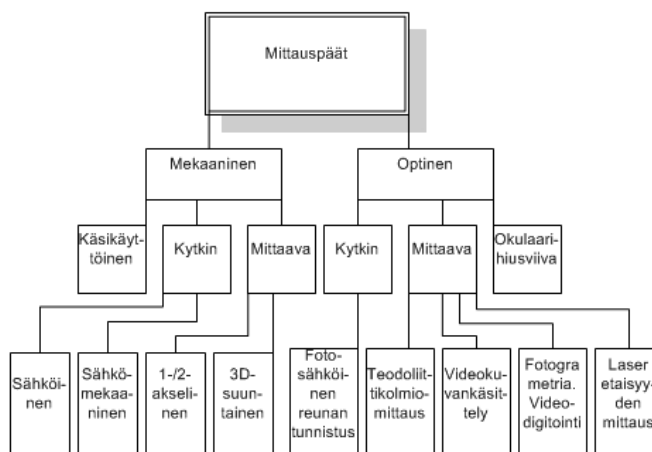 Mittauspäät
Mekaaninen
Optinen
Käsikäyt-
töinen
Kytkin
Mittaava
Kytkin
Mittaava
Okulaari-
hiusviiva
Sähköi-
nen
Sähkö-
mekaa-
ninen
1-/2-
akseli-
nen
3D-
suun-
tainen
Foto-
sähköi-
nen
reunan
tunnistus
Teodoliit-
tikolmio-
mittaus
Videoku-
vankäsit-
tely
Fotogra
metria.
Video-
digitointi
Laser
etaisyy-
den
mittaus